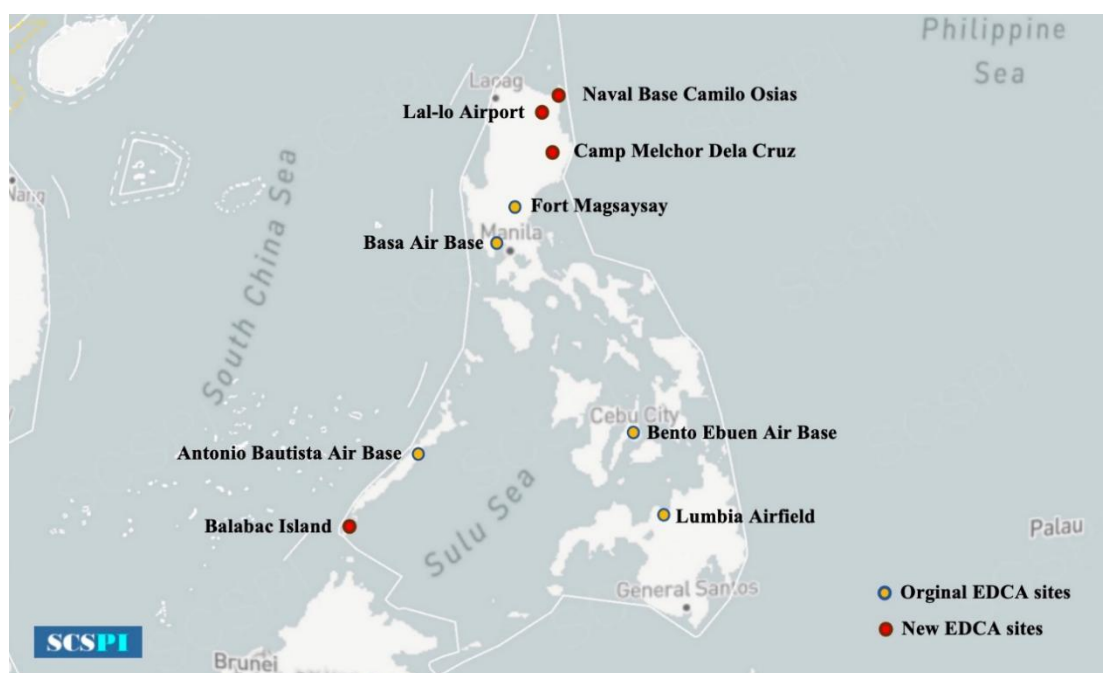 Philippine
Sea
Laoag
Naval Base Camilo Osias
Lal-lo Airport
Camp Melchor Dela Cruz
Nang
Fort Magsaysay
Manila
Basa Air Base
South China Sea
Cebu City
Bento Ebuen Air Base
Antonio Bautista Air Base
Lumbia Airfield
Balabac Island
Sulu Sea
Palau
General Santos
Orginal EDCA sites
New EDCA sites
SCSPI
Brunei